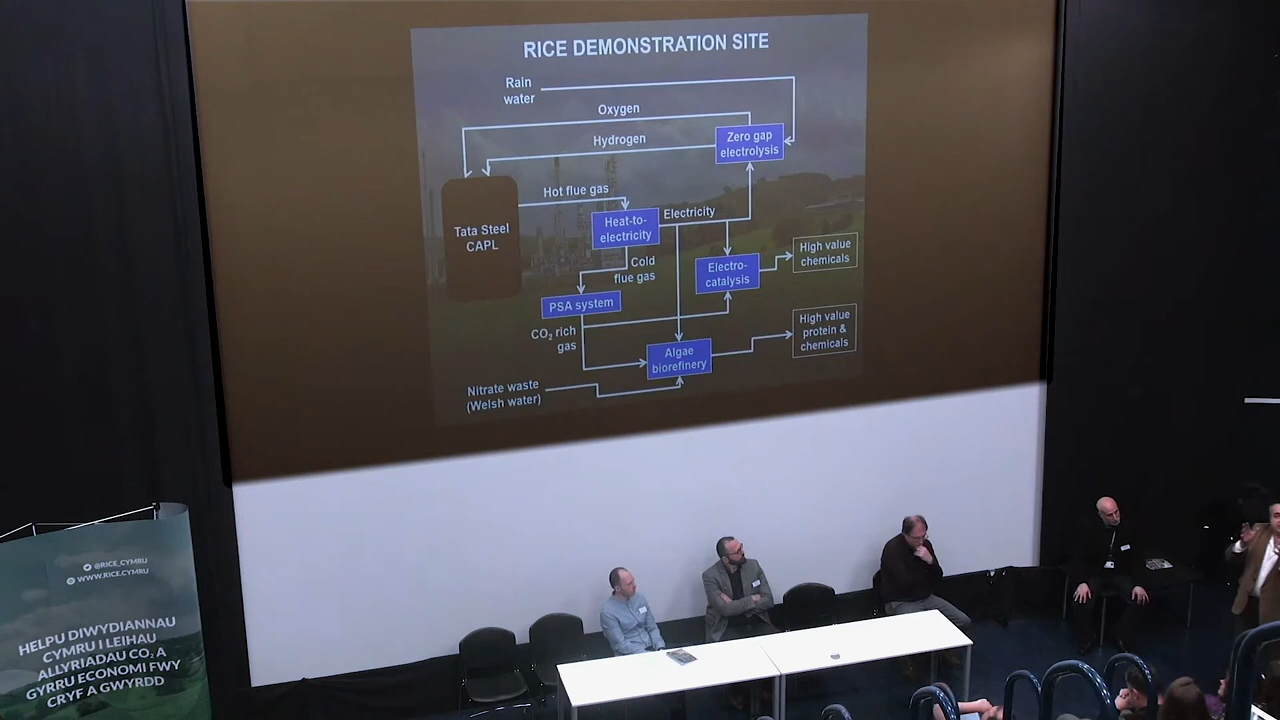 RICE DEMONSTRATION SITE
Rain
water
Oxygen
Hydrogen
Zero gap
electrolysis
Hot flue gas
Tata Steel
CAPL
Heat-to-
electricity
Electricity
Cold
flue gas
Electro-
catalysis
High value
chemicals
PSA system
CO₂ rich
gas
High value
protein &
chemicals
Algae
biorefinery
Nitrate waste
(Welsh water)
@RICE_CYMRU
WWW.RICE.CYMRU
HELPU DIWYDIANNAU
CYMRU I LEIHAU
ALLYRIADAU CO₂ A
GYRRU ECONOMI FWY
CRYF A GWYRDD